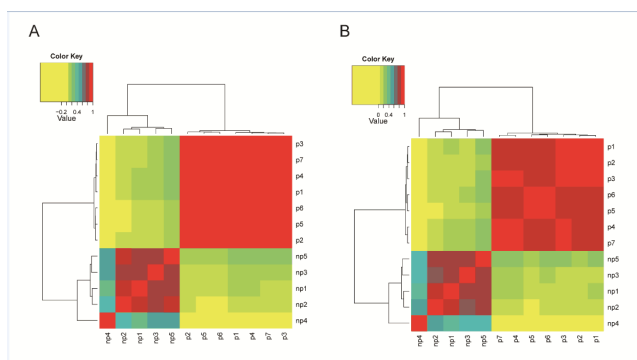 A
B
Color Key
Color Key
−0.2 0.4 1
0 0.4 1
Value
Value
p3
p7
p4
p1
p6
p5
p2
np5
np3
np1
np2
np4
np4 np2 np1 np3 np5 p2 p5 p6 p1 p4 p7 p3
p1
p2
p3
p6
p5
p4
p7
np5
np3
np1
np2
np4
np4 np2 np1 np3 np5 p7 p4 p5 p6 p3 p2 p1